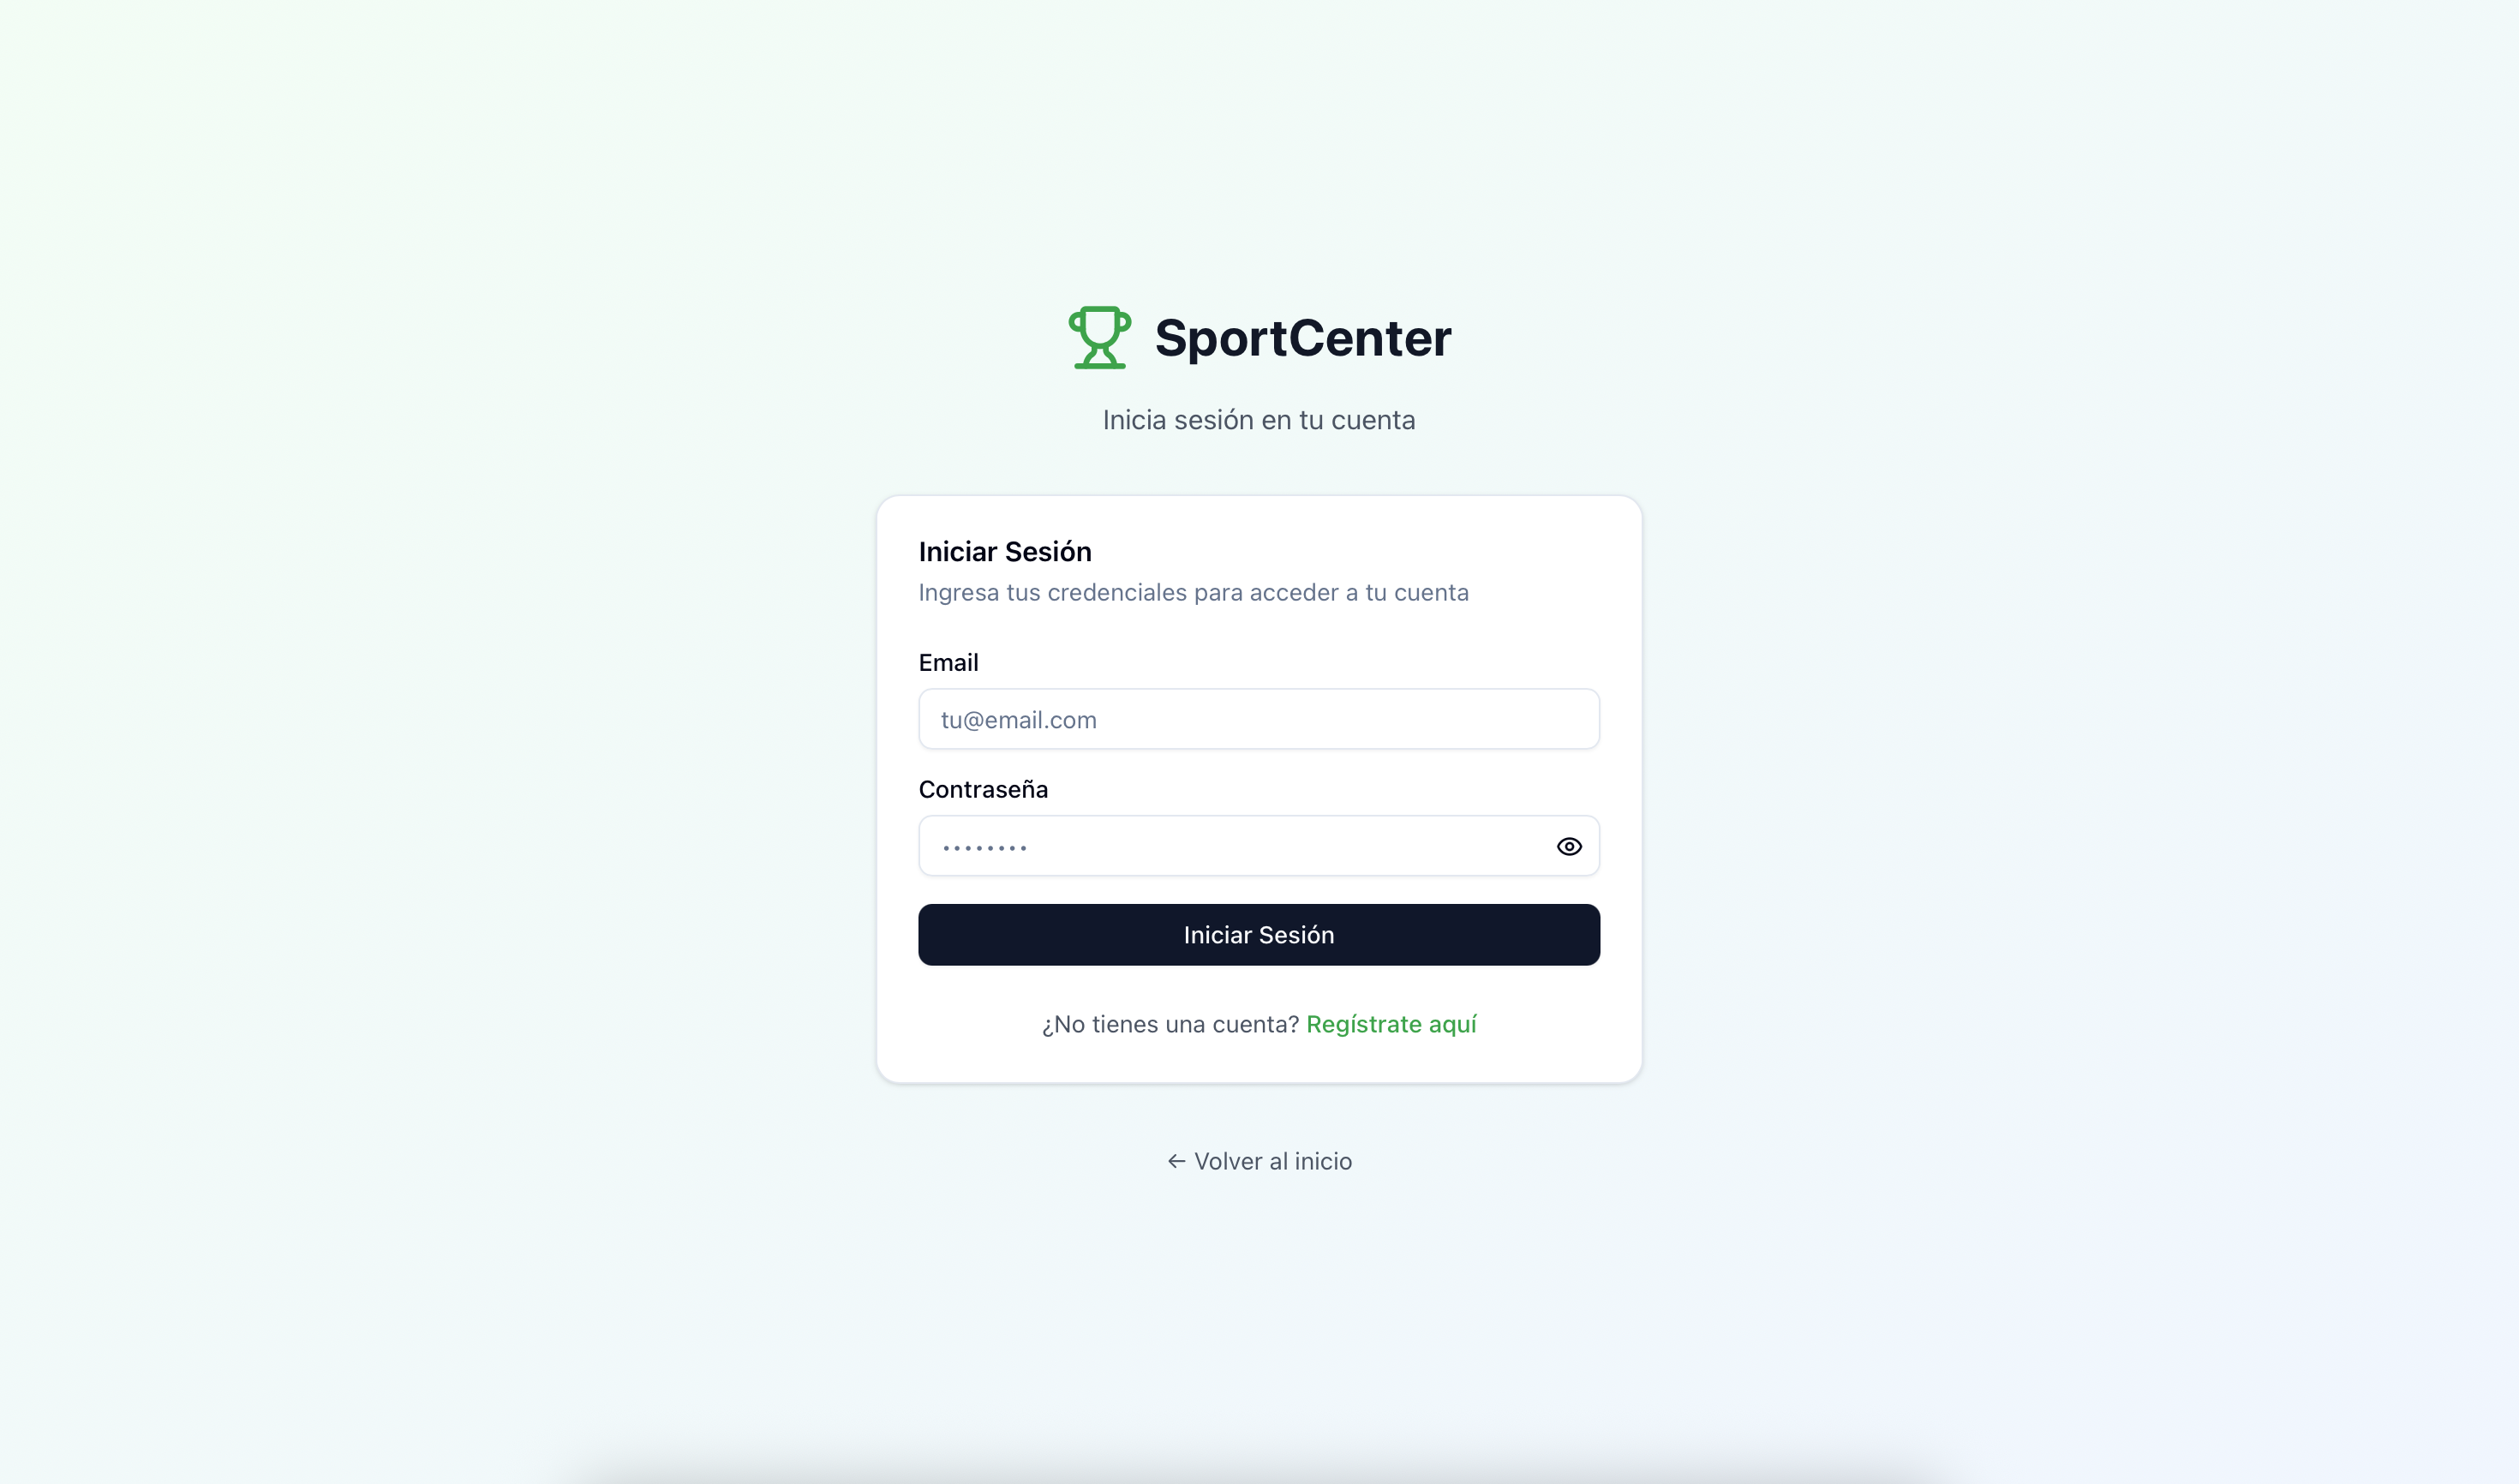 SportCenter
Inicia sesión en tu cuenta
Iniciar Sesión
Ingresa tus credenciales para acceder a tu cuenta
Email
tu@email.com
Contraseña
••••••••
Iniciar Sesión
¿No tienes una cuenta? Regístrate aquí
← Volver al inicio